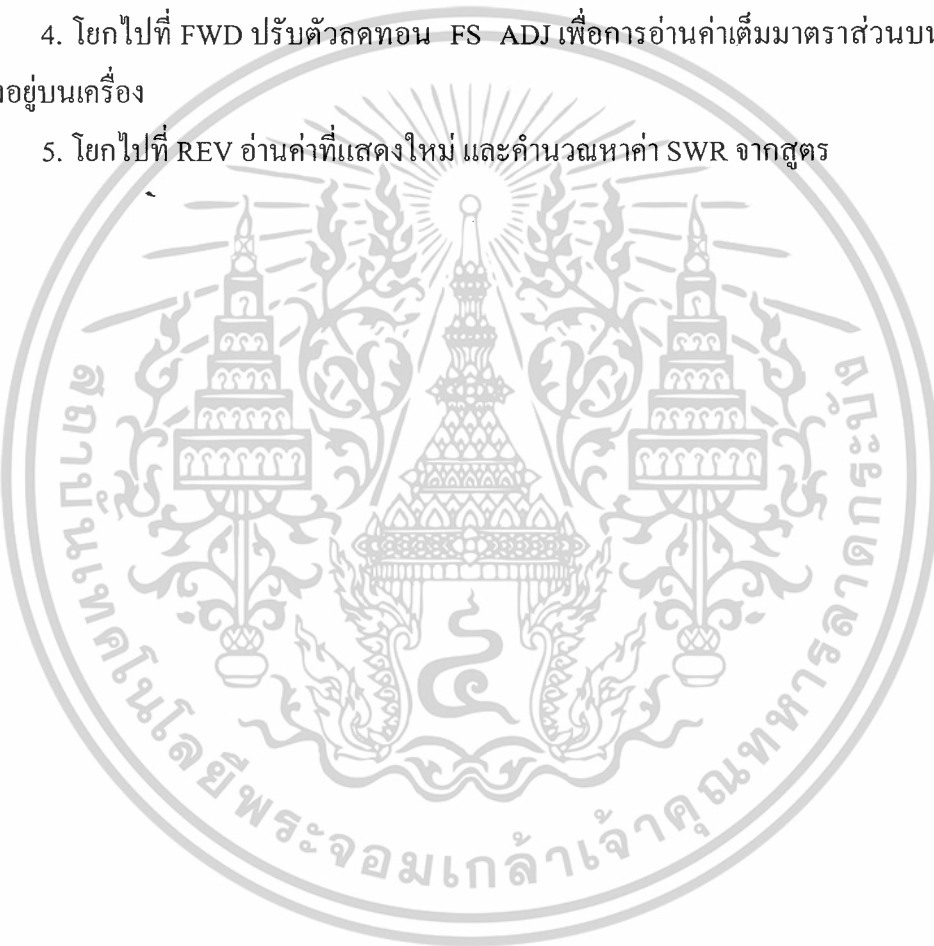 4. โยกไปที่ FWD ปรับตัวลดทอน FS ADJ เพื่อการอ่านค่าเต็มมาตราส่วนบน
อยู่บนเครื่อง
5. โยกไปที่ REV อ่านค่าที่แสดงใหม่ และคำนวณหาค่า SWR จากสูตร
สถาบันเทคโนโลยีพระจอมเกล้าเจ้าคุณทหารลาดกระบัง
๔